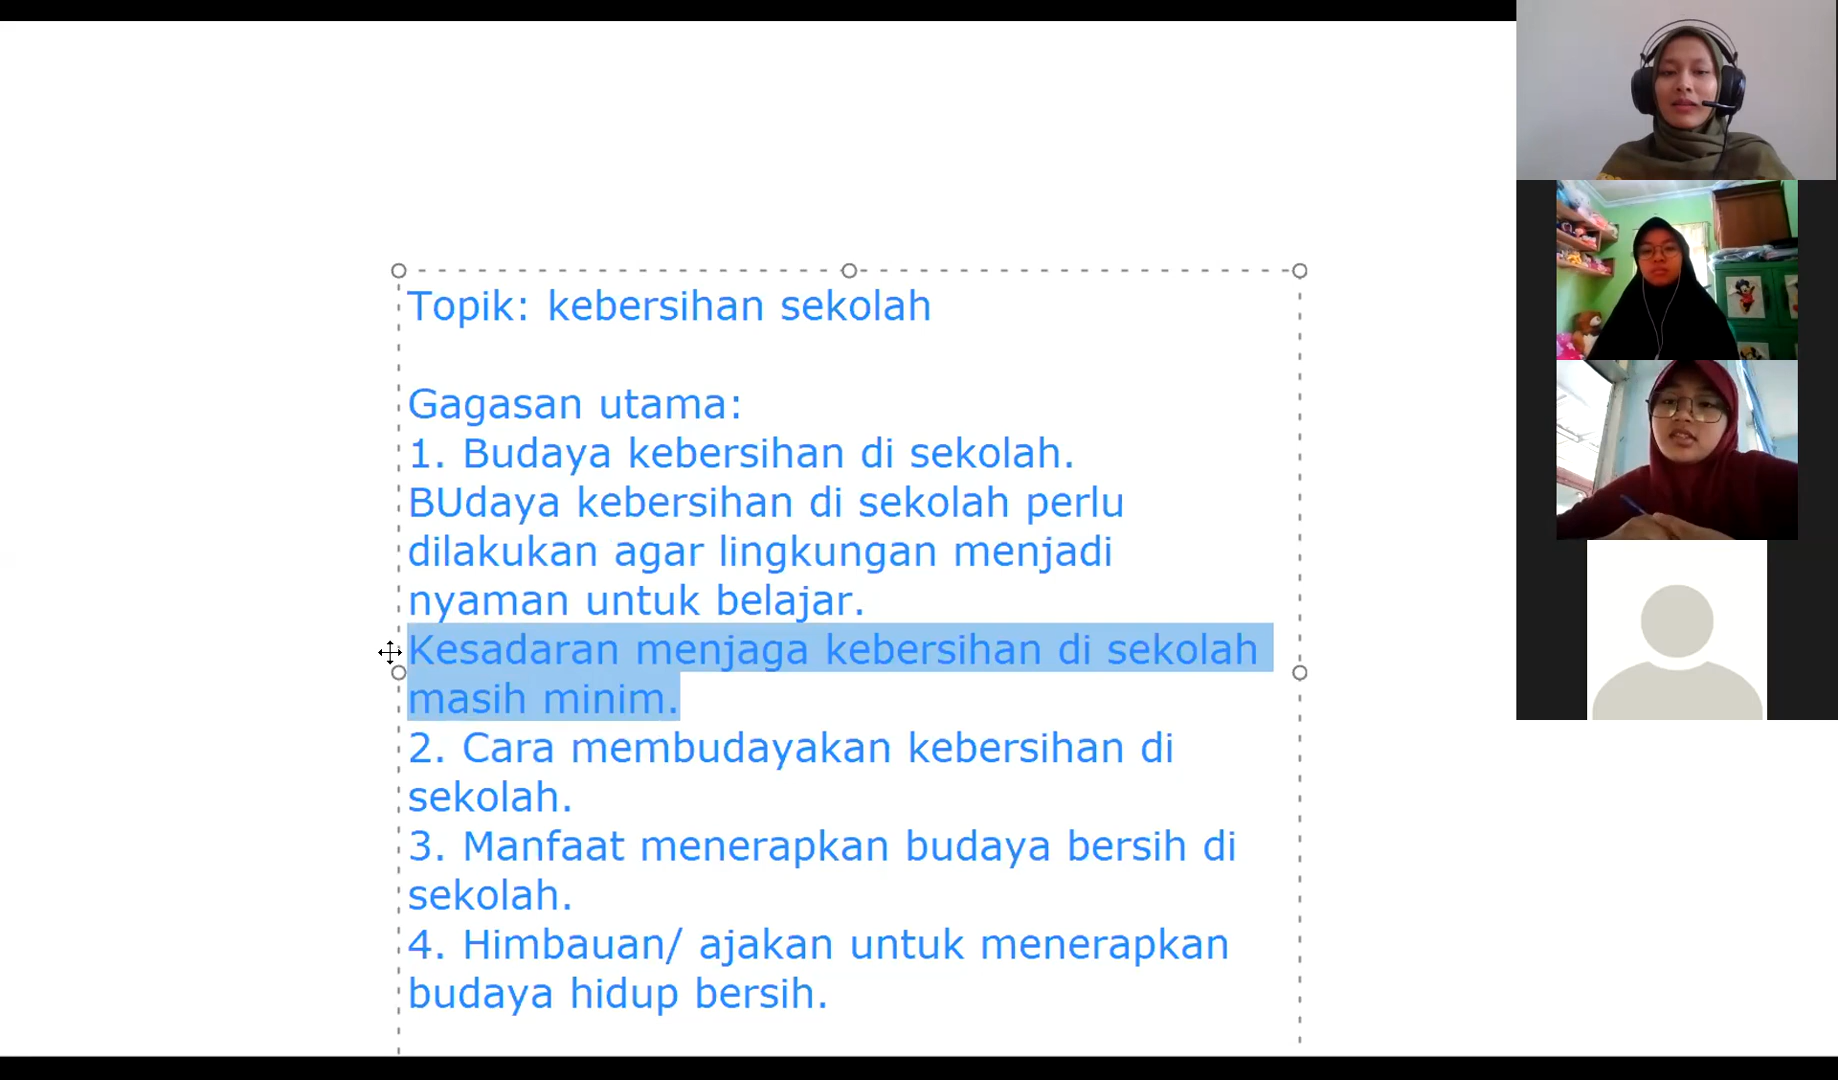 Topik: kebersihan sekolah
Gagasan utama:
1. Budaya kebersihan di sekolah.
BUdaya kebersihan di sekolah perlu
dilakukan agar lingkungan menjadi
nyaman untuk belajar.
Kesadaran menjaga kebersihan di sekolah
masih minim.
2. Cara membudayakan kebersihan di
sekolah.
3. Manfaat menerapkan budaya bersih di
sekolah.
4. Himbauan/ ajakan untuk menerapkan
budaya hidup bersih.